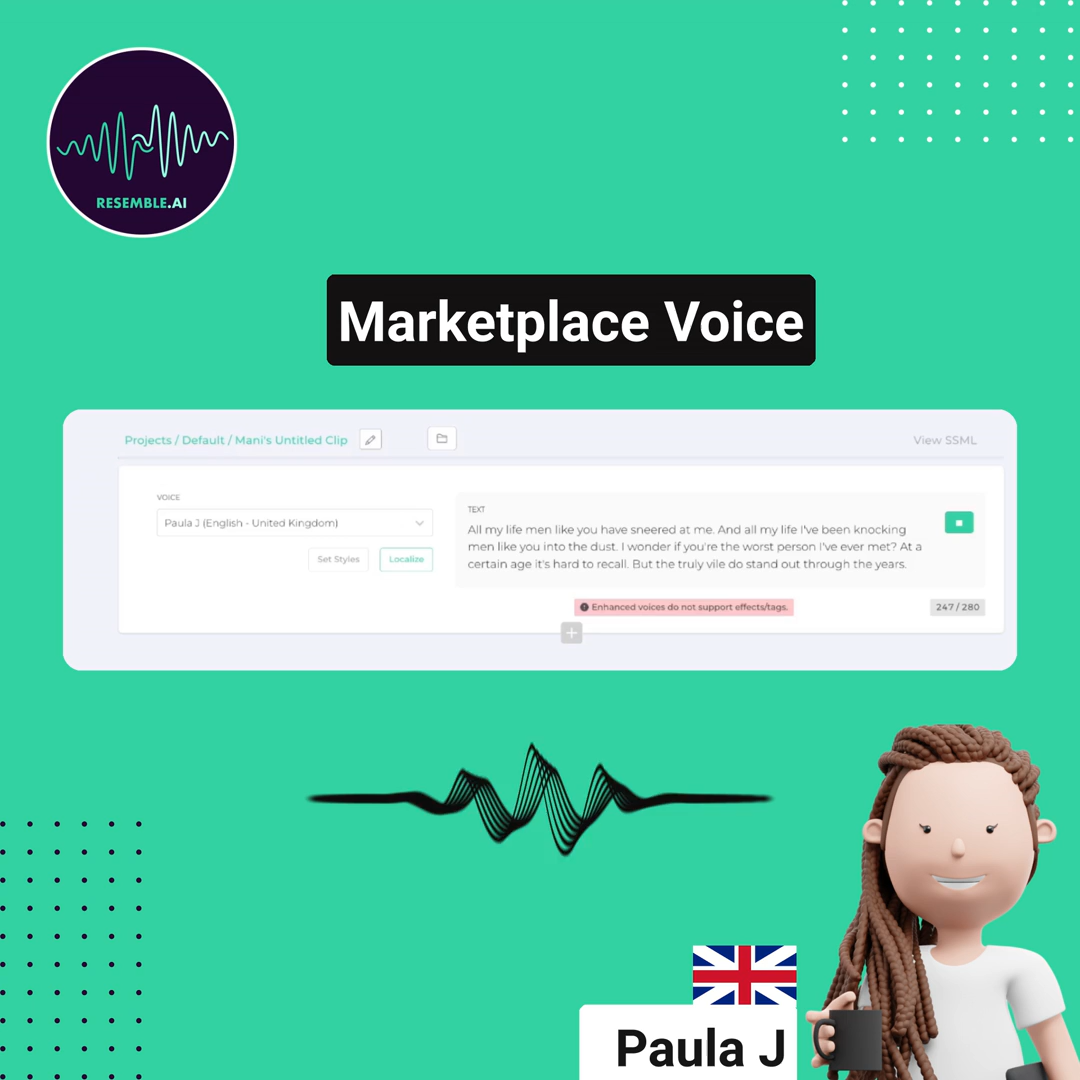 RESEMBLE.AI
Marketplace Voice
Projects / Default / Mani's Untitled Clip
View SSML
VOICE
Paula J (English - United Kingdom)
Set Styles
Localize
TEXT
All my life men like you have sneered at me. And all my life I've been knocking
men like you into the dust. I wonder if you're the worst person I've ever met? At a
certain age it's hard to recall. But the truly vile do stand out through the years.
Enhanced voices do not support effects/tags.
247 / 280
Paula J